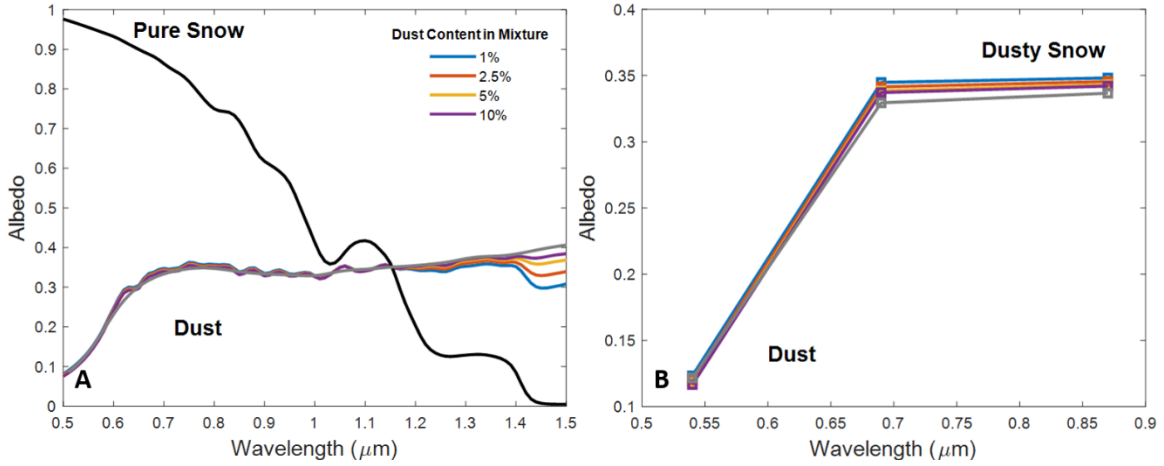 Pure Snow
Dust Content in Mixture
1%
2.5%
5%
10%
Dust
A
Albedo
1
0.9
0.8
0.7
0.6
0.5
0.4
0.3
0.2
0.1
0
0.5 0.6 0.7 0.8 0.9 1 1.1 1.2 1.3 1.4 1.5
Wavelength (μm)
Dusty Snow
Dust
B
Albedo
0.4
0.35
0.3
0.25
0.2
0.15
0.1
0.5 0.55 0.6 0.65 0.7 0.75 0.8 0.85 0.9
Wavelength (μm)